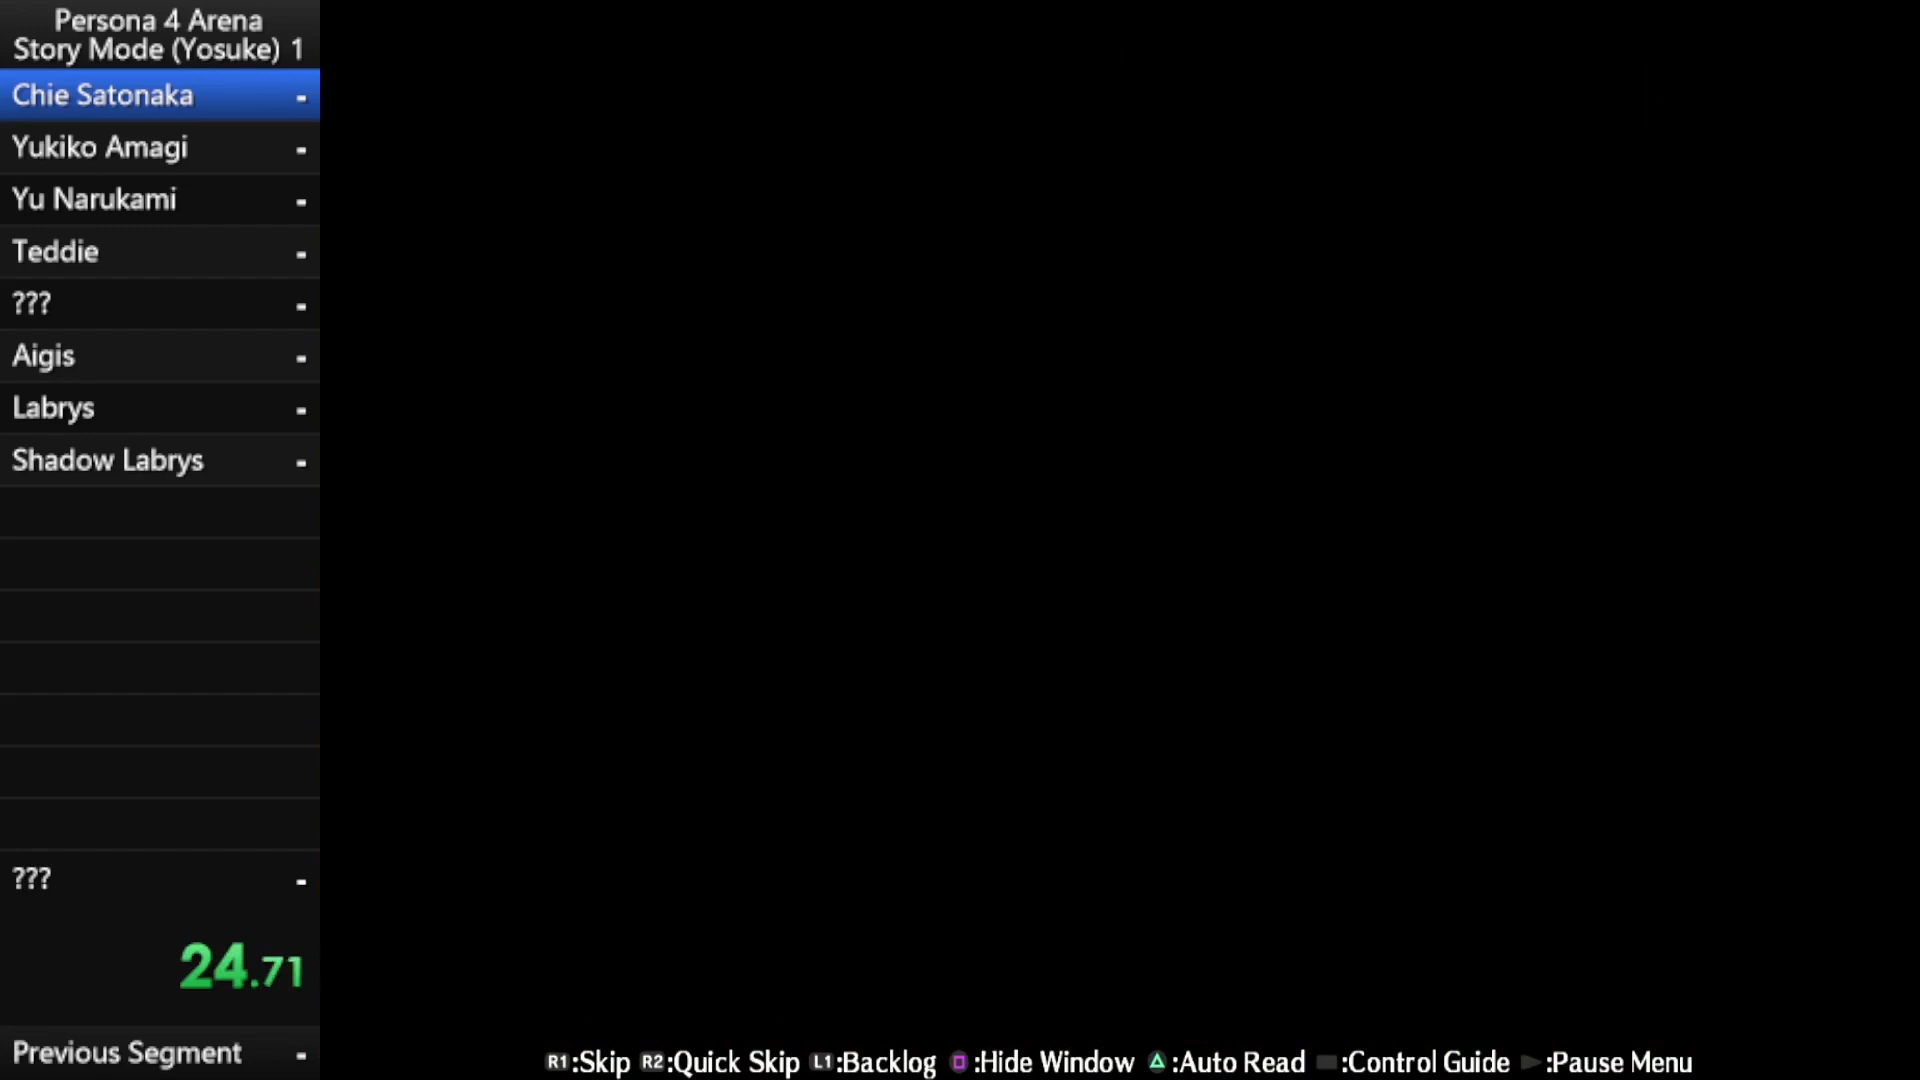 Persona 4 Arena
Story Mode (Yosuke) 1
Chie Satonaka -
Yukiko Amagi -
Yu Narukami -
Teddie -
??? -
Aigis -
Labrys -
Shadow Labrys -
??? -
24.71
Previous Segment -
R1:Skip R2:Quick Skip L1:Backlog :Hide Window :Auto Read :Control Guide :Pause Menu